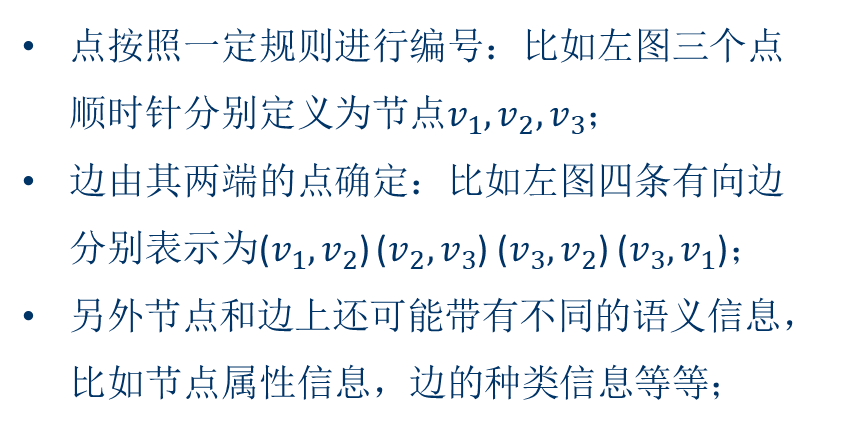 • 点按照一定规则进行编号：比如左图三个点
顺时针分别定义为节点𝑣₁, 𝑣₂, 𝑣₃；
• 边由其两端的点确定：比如左图四条有向边
分别表示为(𝑣₁, 𝑣₂) (𝑣₂, 𝑣₃) (𝑣₃, 𝑣₂) (𝑣₃, 𝑣₁)；
• 另外节点和边上还可能带有不同的语义信息，
比如节点属性信息，边的种类信息等等；